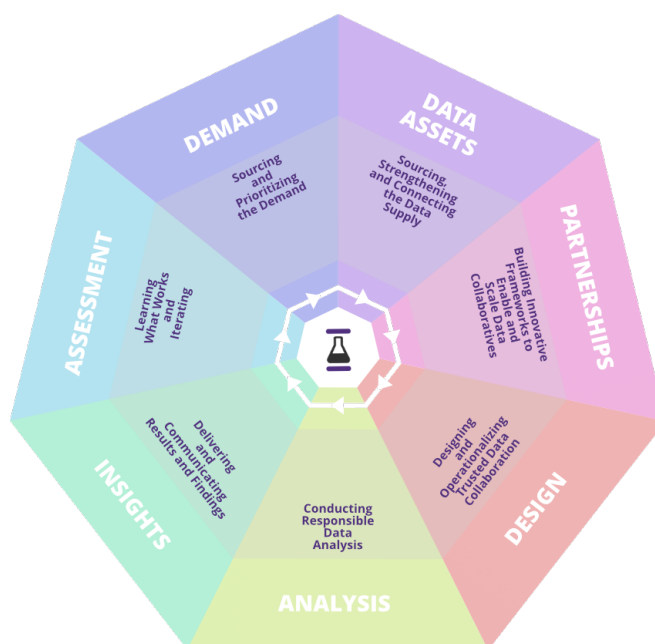 DEMAND
Sourcing
and
Prioritizing
the Demand
DATA
ASSETS
Sourcing,
Strengthening
and Connecting
the Data
Supply
PARTNERSHIPS
Building Innovative
Frameworks to
Enable and
Scale Data
Collaboratives
DESIGN
Designing
and
Operationalizing
Trusted Data
Collaboration
ANALYSIS
Conducting
Responsible
Data
Analysis
INSIGHTS
Delivering
and
Communicating
Results and Findings
ASSESSMENT
Learning
What Works
and
Iterating